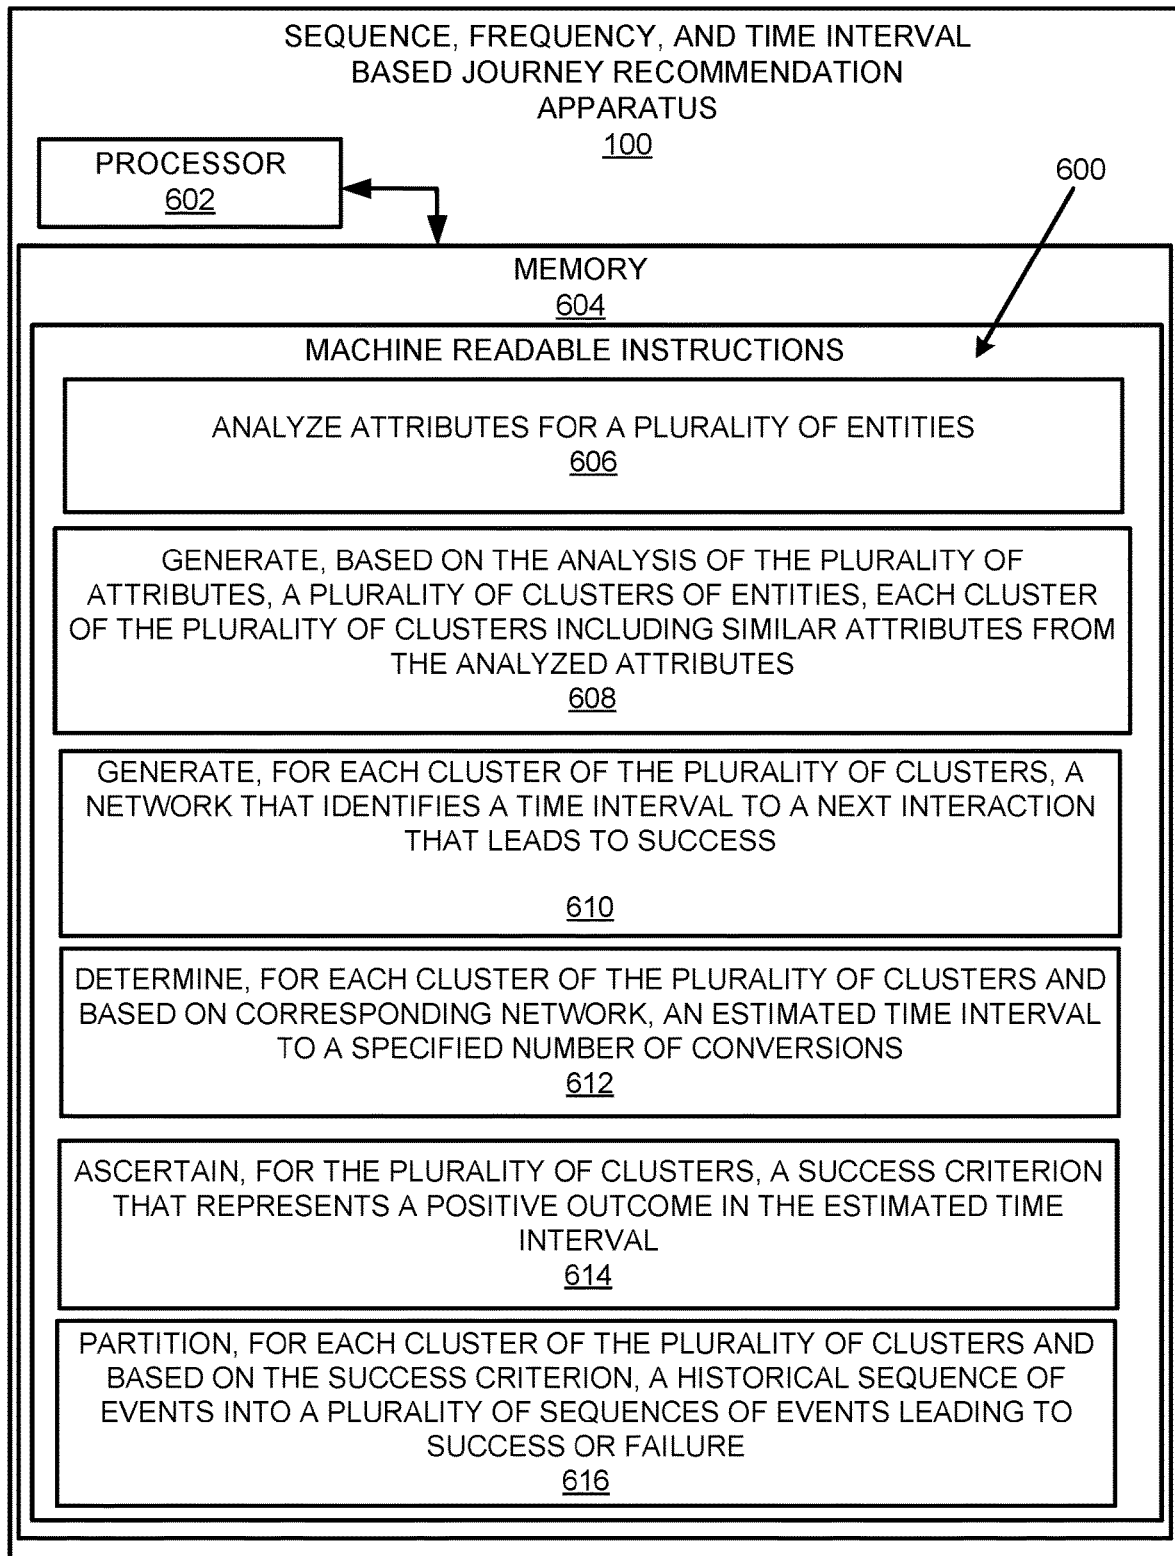 SEQUENCE, FREQUENCY, AND TIME INTERVAL
BASED JOURNEY RECOMMENDATION
APPARATUS
100
PROCESSOR
602
600
MEMORY
604
MACHINE READABLE INSTRUCTIONS
ANALYZE ATTRIBUTES FOR A PLURALITY OF ENTITIES
606
GENERATE, BASED ON THE ANALYSIS OF THE PLURALITY OF
ATTRIBUTES, A PLURALITY OF CLUSTERS OF ENTITIES, EACH CLUSTER
OF THE PLURALITY OF CLUSTERS INCLUDING SIMILAR ATTRIBUTES FROM
THE ANALYZED ATTRIBUTES
608
GENERATE, FOR EACH CLUSTER OF THE PLURALITY OF CLUSTERS, A
NETWORK THAT IDENTIFIES A TIME INTERVAL TO A NEXT INTERACTION
THAT LEADS TO SUCCESS
610
DETERMINE, FOR EACH CLUSTER OF THE PLURALITY OF CLUSTERS AND
BASED ON CORRESPONDING NETWORK, AN ESTIMATED TIME INTERVAL
TO A SPECIFIED NUMBER OF CONVERSIONS
612
ASCERTAIN, FOR THE PLURALITY OF CLUSTERS, A SUCCESS CRITERION
THAT REPRESENTS A POSITIVE OUTCOME IN THE ESTIMATED TIME
INTERVAL
614
PARTITION, FOR EACH CLUSTER OF THE PLURALITY OF CLUSTERS AND
BASED ON THE SUCCESS CRITERION, A HISTORICAL SEQUENCE OF
EVENTS INTO A PLURALITY OF SEQUENCES OF EVENTS LEADING TO
SUCCESS OR FAILURE
616